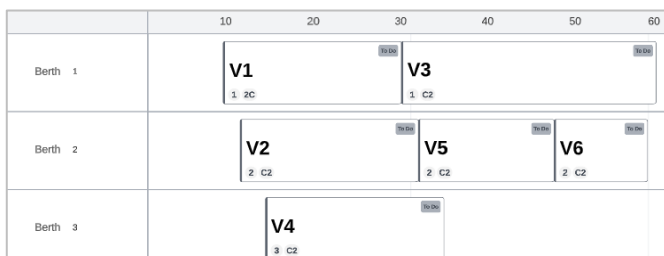 10 20 30 40 50 60
To Do To Do
Berth 1 V1 V3
1 2C 1 C2
To Do To Do To Do
Berth 2 V2 V5 V6
2 C2 2 C2 2 C2
To Do
Berth 3 V4
3 C2